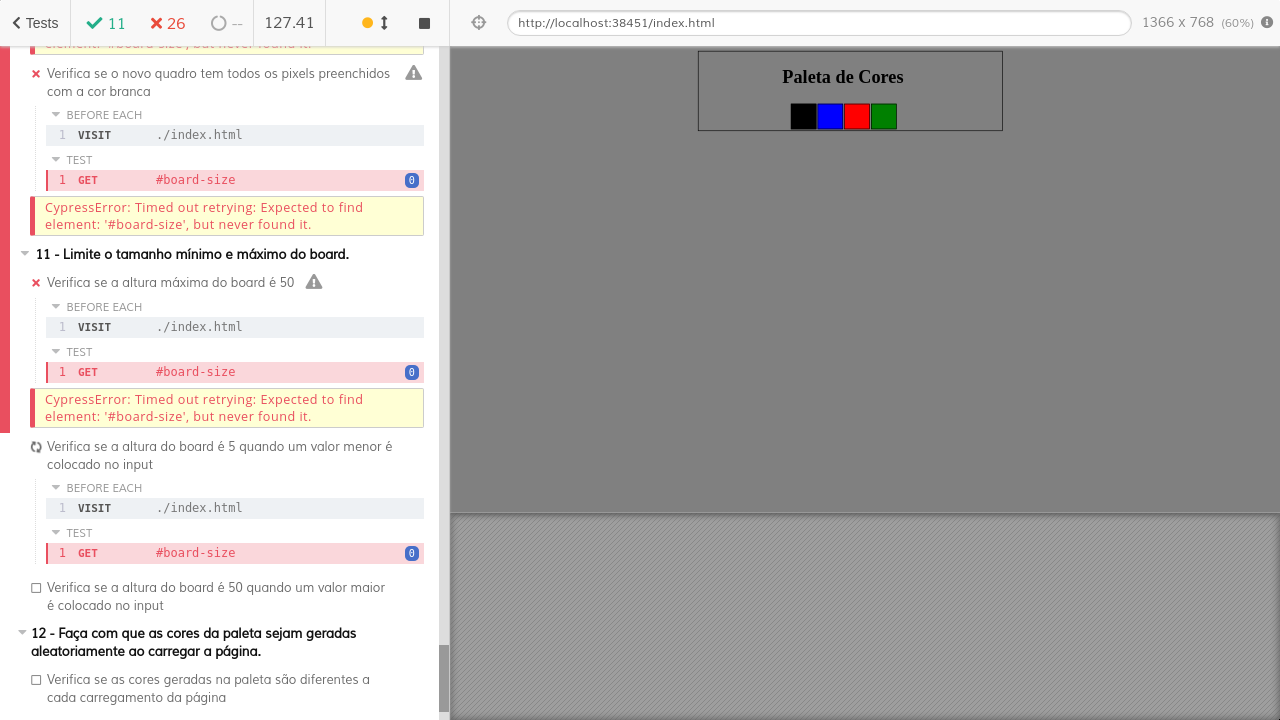 Tests
11
26
--
127.41
http://localhost:38451/index.html
1366 x 768 (60%)
element: '#board-size', but never found it.
Verifica se o novo quadro tem todos os pixels preenchidos
com a cor branca
BEFORE EACH
1 VISIT ./index.html
TEST
1 GET #board-size 0
CypressError: Timed out retrying: Expected to find
element: '#board-size', but never found it.
11 - Limite o tamanho mínimo e máximo do board.
Verifica se a altura máxima do board é 50
BEFORE EACH
1 VISIT ./index.html
TEST
1 GET #board-size 0
CypressError: Timed out retrying: Expected to find
element: '#board-size', but never found it.
Verifica se a altura do board é 5 quando um valor menor é
colocado no input
BEFORE EACH
1 VISIT ./index.html
TEST
1 GET #board-size 0
Verifica se a altura do board é 50 quando um valor maior
é colocado no input
12 - Faça com que as cores da paleta sejam geradas
aleatoriamente ao carregar a página.
Verifica se as cores geradas na paleta são diferentes a
cada carregamento da página
Paleta de Cores